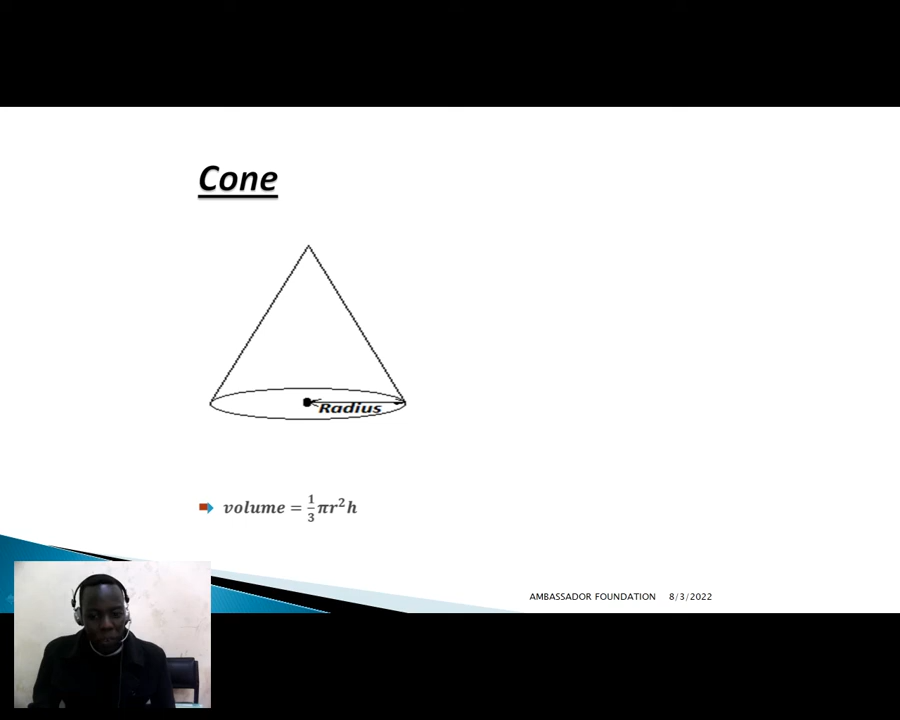 Cone
Radius
volume = 1/3 πr²h
AMBASSADOR FOUNDATION 8/3/2022